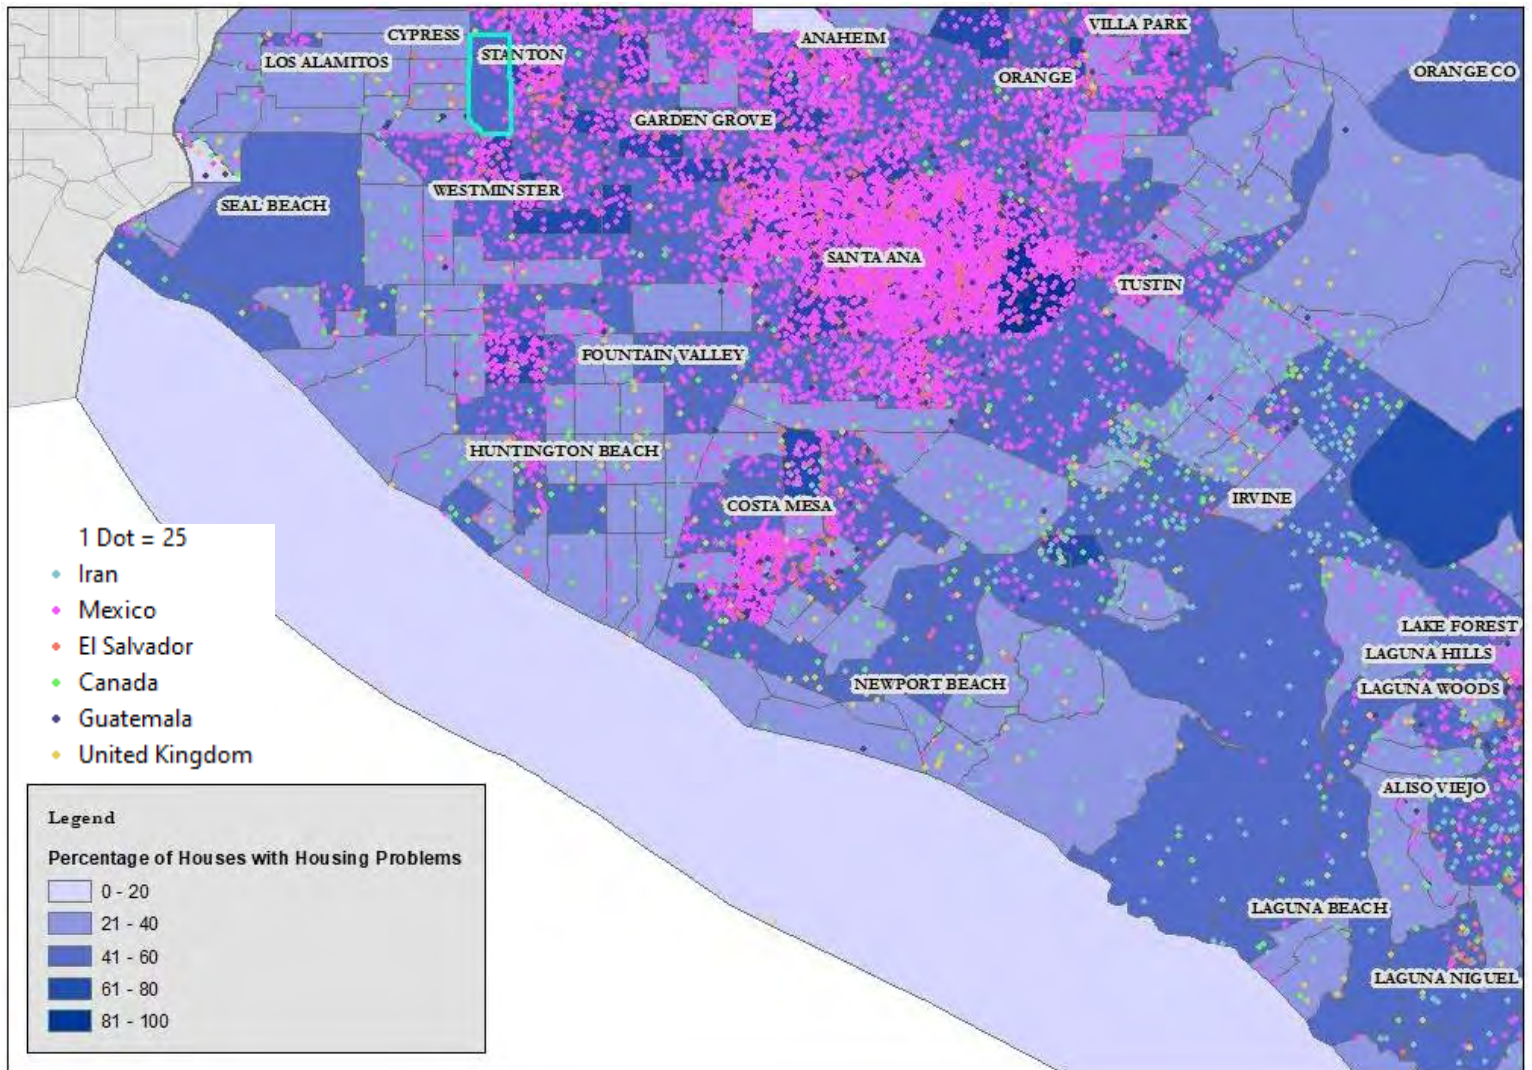 CYPRESS
VILLA PARK
STANTON
ANAHEIM
LOS ALAMITOS
ORANGE
ORANGE CO
GARDEN GROVE
WESTMINSTER
SEAL BEACH
SANTA ANA
TUSTIN
FOUNTAIN VALLEY
HUNTINGTON BEACH
COSTA MESA
IRVINE
LAKE FOREST
LAGUNA HILLS
NEWPORT BEACH
LAGUNA WOODS
ALISO VIEJO
LAGUNA BEACH
LAGUNA NIGUEL
1 Dot = 25
Iran
Mexico
El Salvador
Canada
Guatemala
United Kingdom
Legend
Percentage of Houses with Housing Problems
0 - 20
21 - 40
41 - 60
61 - 80
81 - 100